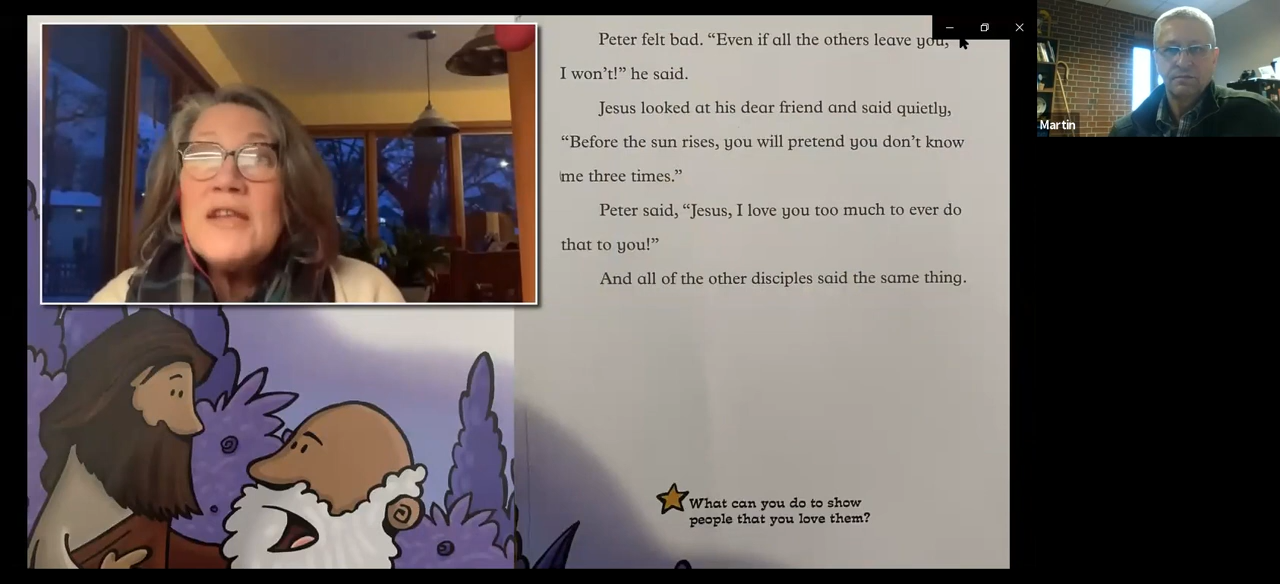 Peter felt bad. “Even if all the others leave you,
I won’t!” he said.
Jesus looked at his dear friend and said quietly,
“Before the sun rises, you will pretend you don’t know
me three times.”
Peter said, “Jesus, I love you too much to ever do
that to you!”
And all of the other disciples said the same thing.
What can you do to show
people that you love them?
Martin